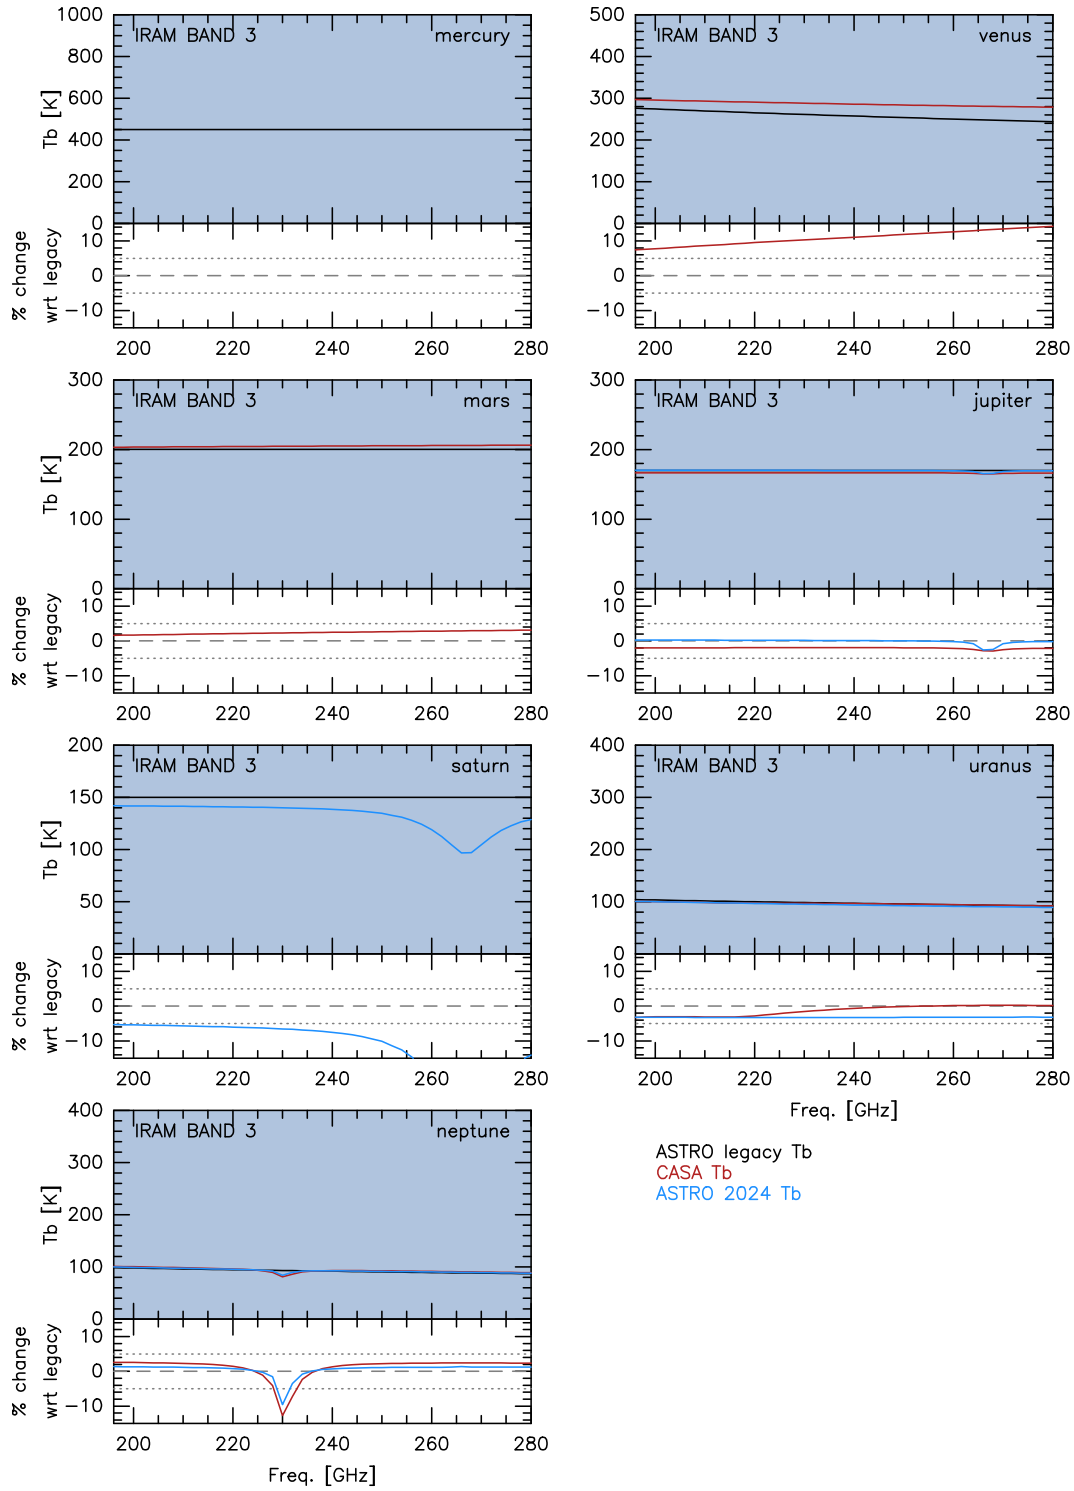 1000
800
600
400
200
0
Tb [K]
IRAM BAND 3
mercury
10
0
−10
% change
wrt legacy
200 220 240 260 280
500
400
300
200
100
0
IRAM BAND 3
venus
10
0
−10
200 220 240 260 280
300
200
100
0
Tb [K]
IRAM BAND 3
mars
10
0
−10
% change
wrt legacy
200 220 240 260 280
300
200
100
0
IRAM BAND 3
jupiter
10
0
−10
200 220 240 260 280
200
150
100
50
0
Tb [K]
IRAM BAND 3
saturn
10
0
−10
% change
wrt legacy
200 220 240 260 280
400
300
200
100
0
IRAM BAND 3
uranus
10
0
−10
200 220 240 260 280
Freq. [GHz]
400
300
200
100
0
Tb [K]
IRAM BAND 3
neptune
10
0
−10
% change
wrt legacy
200 220 240 260 280
Freq. [GHz]
ASTRO legacy Tb
CASA Tb
ASTRO 2024 Tb